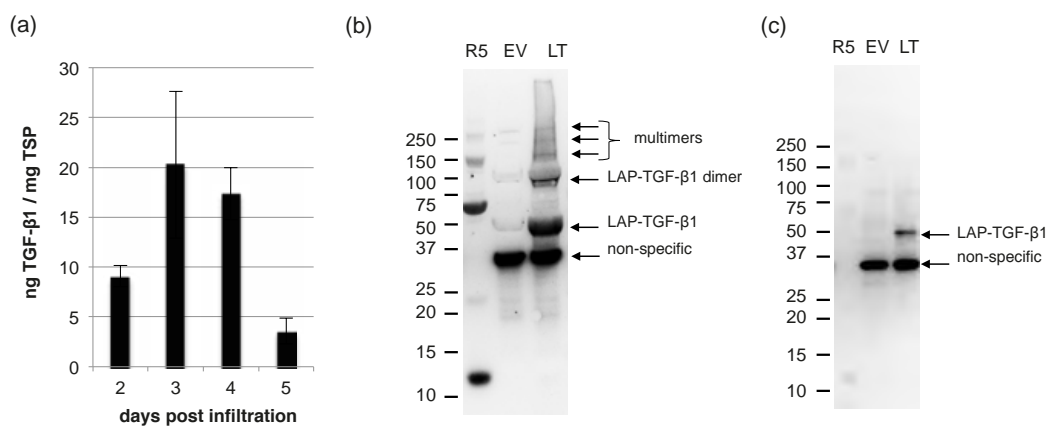 (a)
30
25
20
15
10
5
0
ng TGF-β1 / mg TSP
2 3 4 5
days post infiltration
(b)
R5 EV LT
250
150
100
75
50
37
25
20
15
10
multimers
LAP-TGF-β1 dimer
LAP-TGF-β1
non-specific
(c)
R5 EV LT
250
150
100
75
50
37
25
20
15
10
LAP-TGF-β1
non-specific